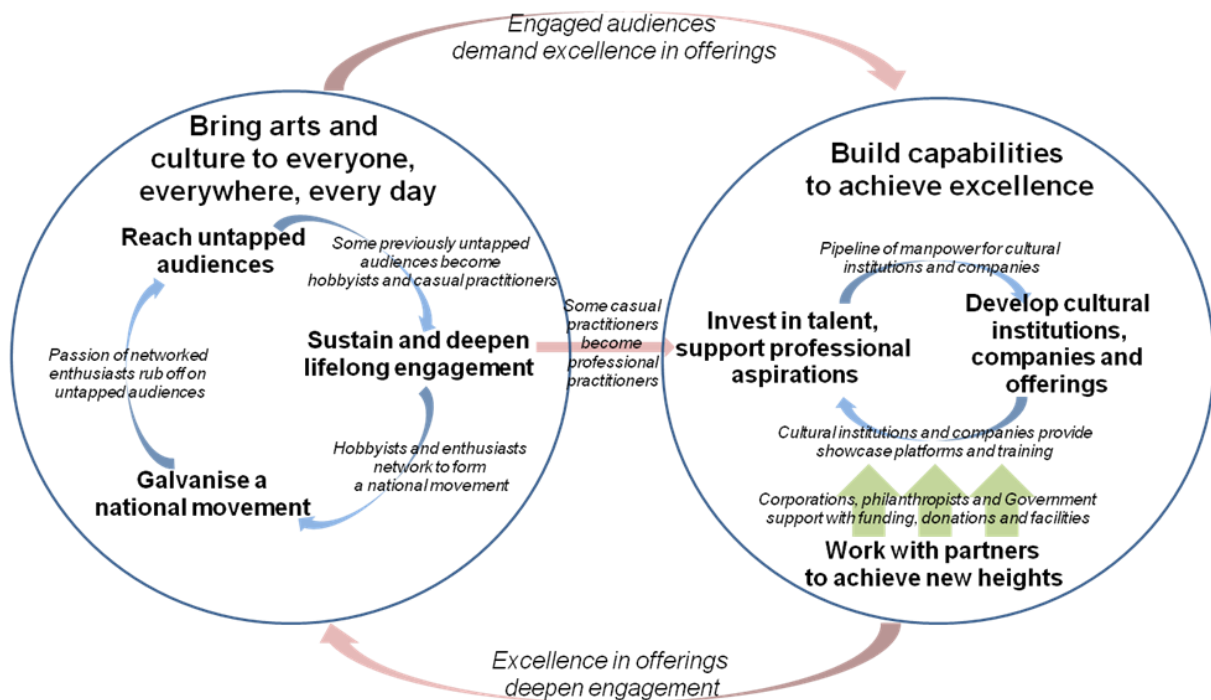 Engaged audiences
demand excellence in offerings
Bring arts and
culture to everyone,
everywhere, every day
Reach untapped
audiences
Some previously untapped
audiences become
hobbyists and casual practitioners
Sustain and deepen
lifelong engagement
Passion of networked
enthusiasts rub off on
untapped audiences
Hobbyists and enthusiasts
network to form
a national movement
Galvanise a
national movement
Some casual
practitioners
become
professional
practitioners
Build capabilities
to achieve excellence
Pipeline of manpower for cultural
institutions and companies
Invest in talent,
support professional
aspirations
Develop cultural
institutions,
companies and
offerings
Cultural institutions and companies provide
showcase platforms and training
Corporations, philanthropists and Government
support with funding, donations and facilities
Work with partners
to achieve new heights
Excellence in offerings
deepen engagement